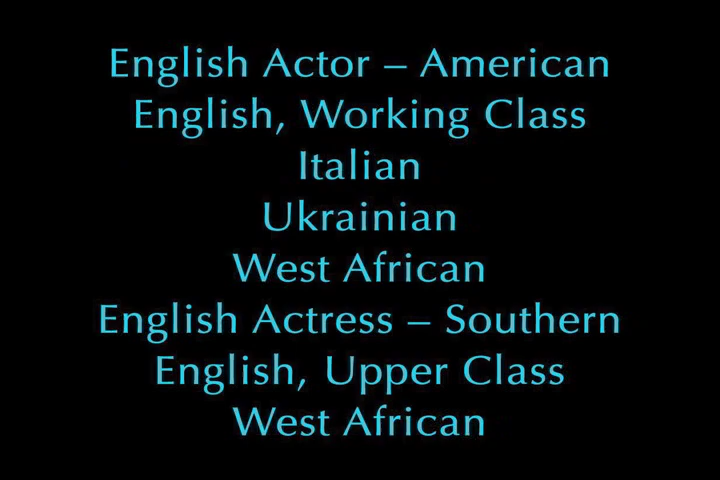 English Actor – American
English, Working Class
Italian
Ukrainian
West African
English Actress – Southern
English, Upper Class
West African